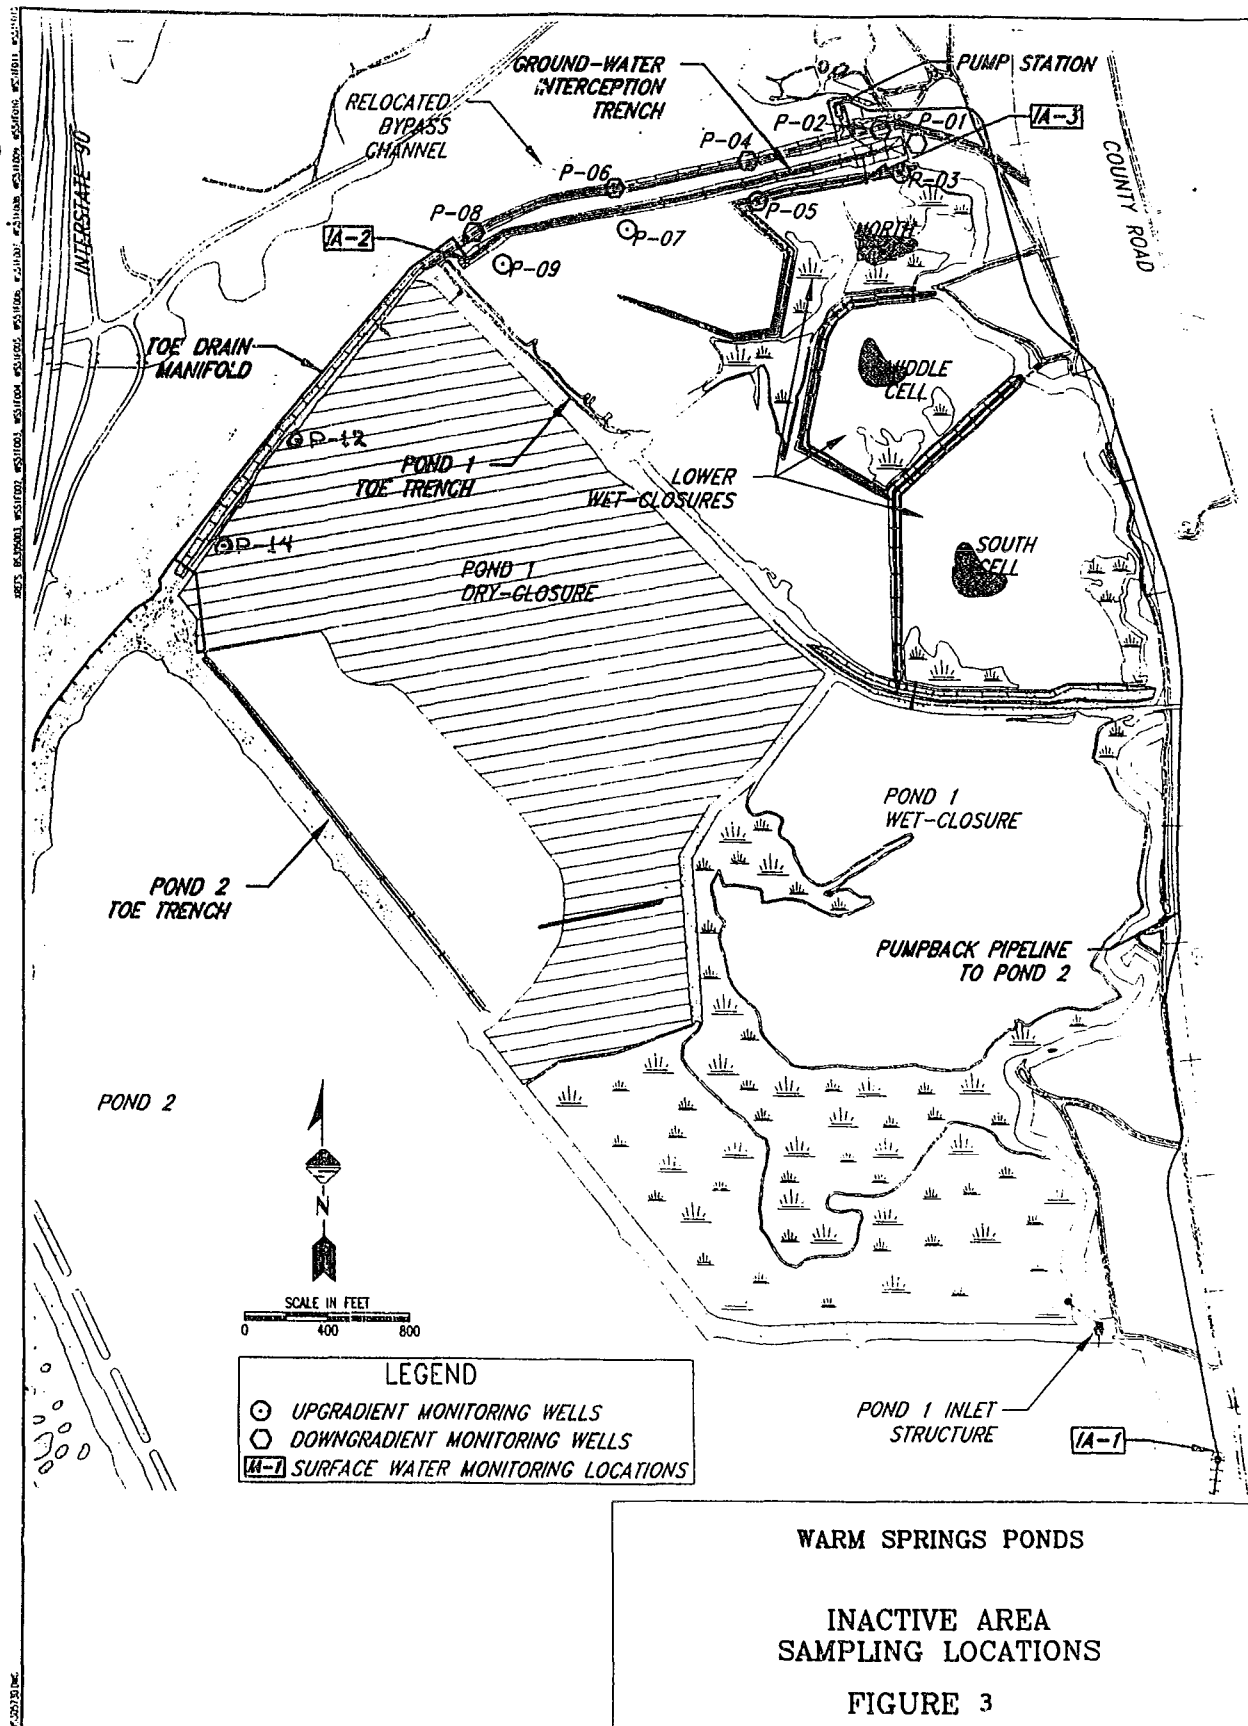 GROUND-WATER
INTERCEPTION
TRENCH
PUMP STATION
RELOCATED
BYPASS
CHANNEL
P-02
P-01
IA-3
P-04
P-06
P-03
P-05
COUNTY ROAD
INTERSTATE 90
P-08
IA-2
P-07
NORTH
P-09
TOE DRAIN
MANIFOLD
MIDDLE
CELL
P-12
POND 1
TOE TRENCH
LOWER
WET-CLOSURES
P-14
SOUTH
CELL
POND 1
DRY-CLOSURE
POND 1
WET-CLOSURE
POND 2
TOE TRENCH
PUMPBACK PIPELINE
TO POND 2
POND 2
N
SCALE IN FEET
0 400 800
LEGEND
UPGRADIENT MONITORING WELLS
DOWNGRADIENT MONITORING WELLS
IA-1 SURFACE WATER MONITORING LOCATIONS
POND 1 INLET
STRUCTURE
IA-1
WARM SPRINGS PONDS
INACTIVE AREA
SAMPLING LOCATIONS
FIGURE 3